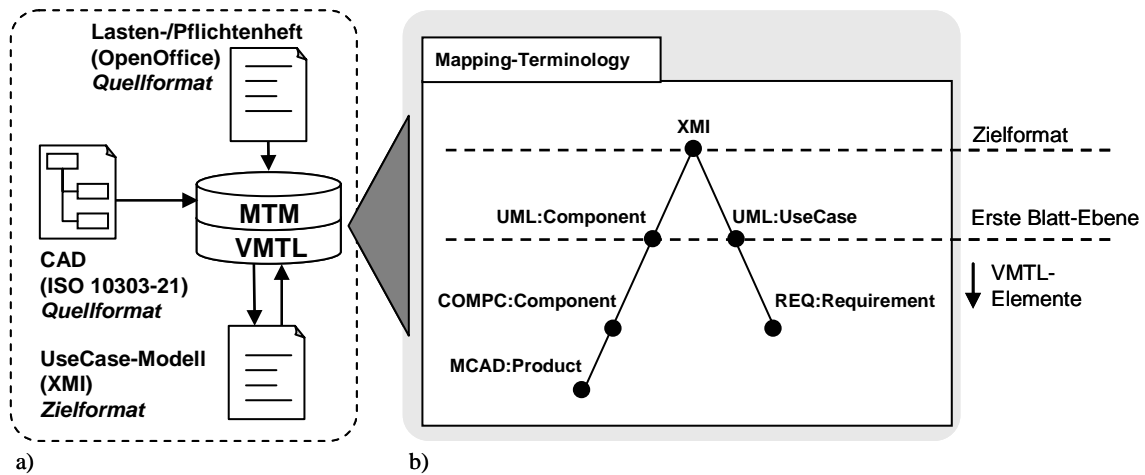 Lasten-/Pflichtenheft
(OpenOffice)
Quellformat
MTM
VMTL
CAD
(ISO 10303-21)
Quellformat
UseCase-Modell
(XMI)
Zielformat
a)
Mapping-Terminology
XMI
Zielformat
UML:Component
UML:UseCase
Erste Blatt-Ebene
COMPC:Component
REQ:Requirement
VMTL-
Elemente
MCAD:Product
b)